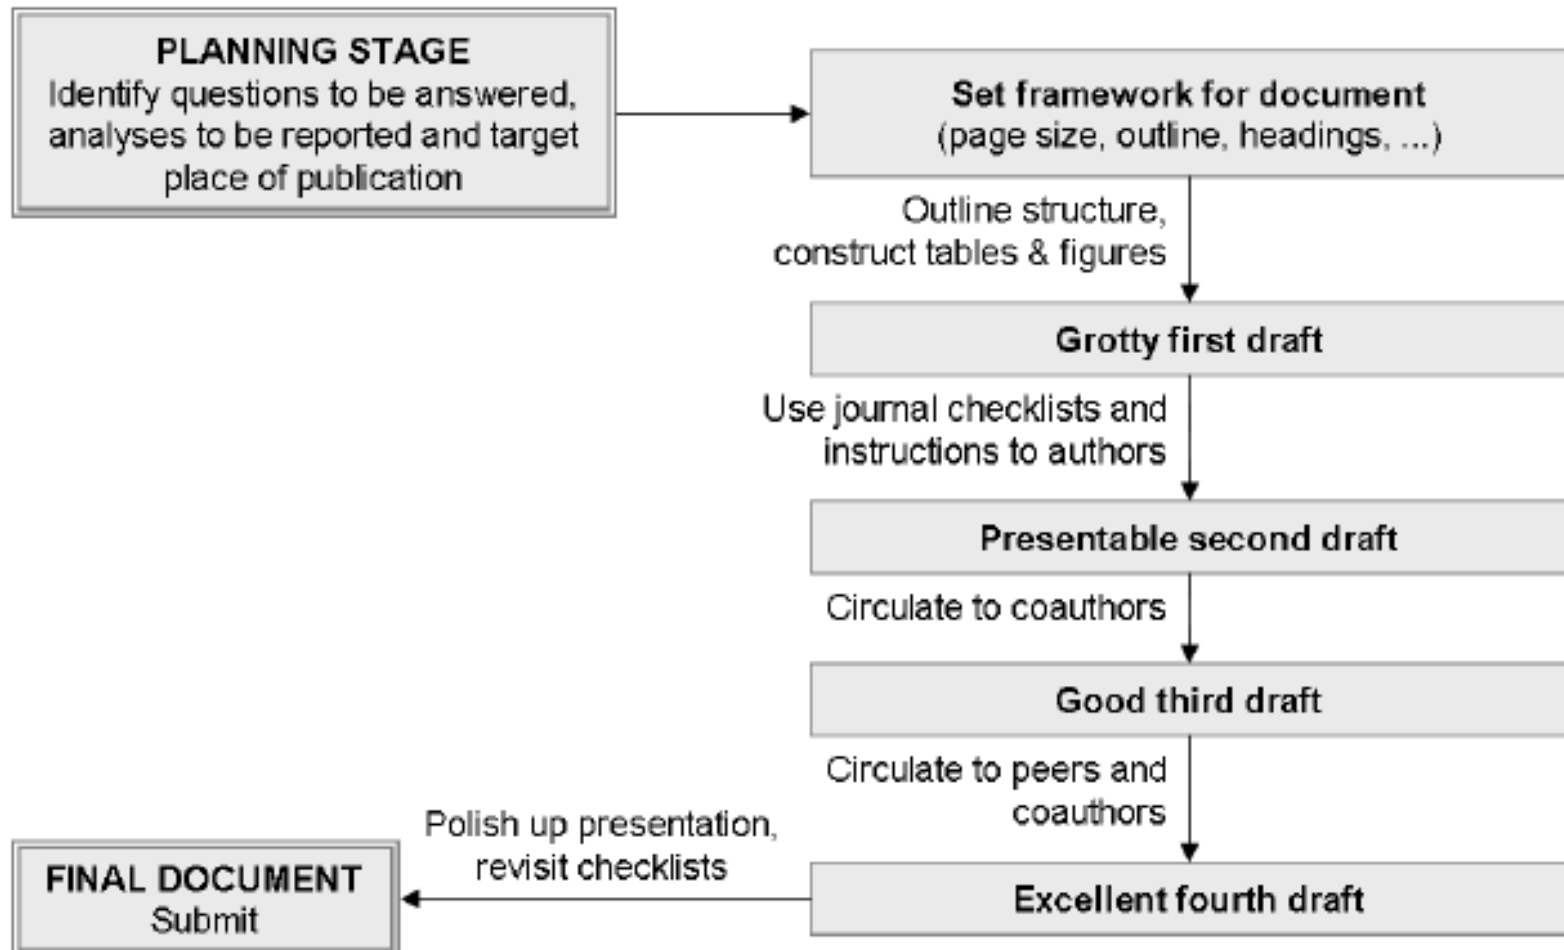 PLANNING STAGE
Identify questions to be answered,
analyses to be reported and target
place of publication
Set framework for document
(page size, outline, headings, ...)
Outline structure,
construct tables & figures
Grotty first draft
Use journal checklists and
instructions to authors
Presentable second draft
Circulate to coauthors
Good third draft
Circulate to peers and
coauthors
Excellent fourth draft
Polish up presentation,
revisit checklists
FINAL DOCUMENT
Submit